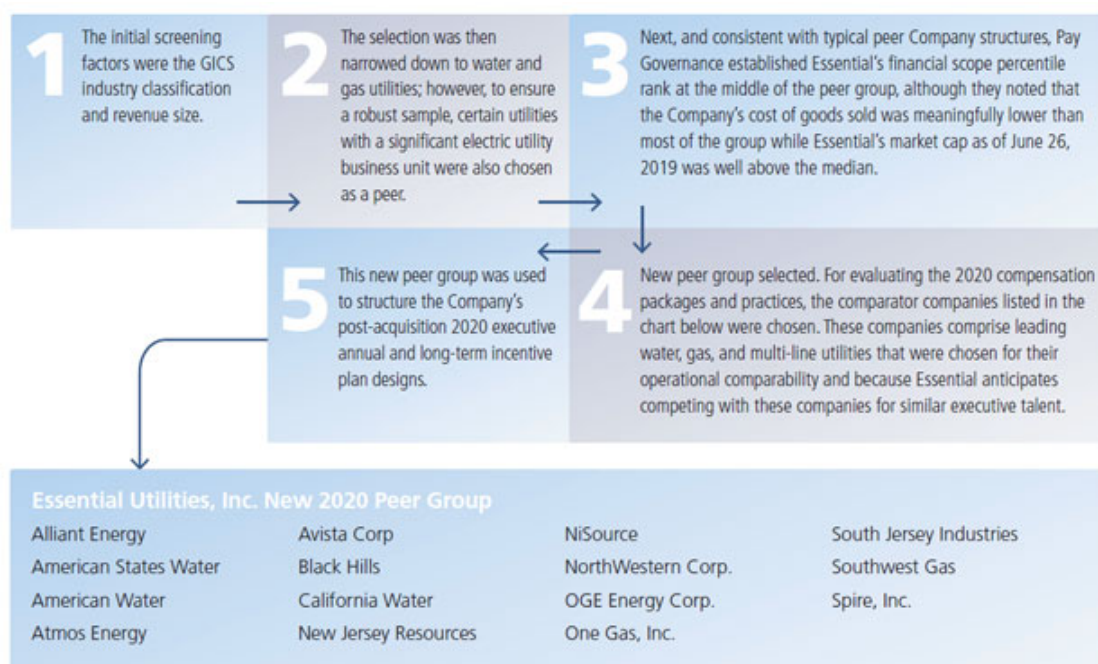 1
The initial screening
factors were the GICS
industry classification
and revenue size.
2
The selection was then
narrowed down to water and
gas utilities; however, to ensure
a robust sample, certain utilities
with a significant electric utility
business unit were also chosen
as a peer.
3
Next, and consistent with typical peer Company structures, Pay
Governance established Essential's financial scope percentile
rank at the middle of the peer group, although they noted that
the Company's cost of goods sold was meaningfully lower than
most of the group while Essential's market cap as of June 26,
2019 was well above the median.
4
New peer group selected. For evaluating the 2020 compensation
packages and practices, the comparator companies listed in the
chart below were chosen. These companies comprise leading
water, gas, and multi-line utilities that were chosen for their
operational comparability and because Essential anticipates
competing with these companies for similar executive talent.
5
This new peer group was used
to structure the Company's
post-acquisition 2020 executive
annual and long-term incentive
plan designs.
Essential Utilities, Inc. New 2020 Peer Group
Alliant Energy
American States Water
American Water
Atmos Energy
Avista Corp
Black Hills
California Water
New Jersey Resources
NiSource
NorthWestern Corp.
OGE Energy Corp.
One Gas, Inc.
South Jersey Industries
Southwest Gas
Spire, Inc.